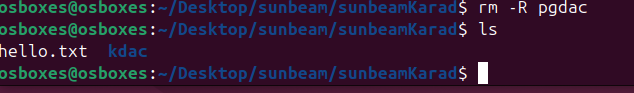 osboxes@osboxes:~/Desktop/sunbeam/sunbeamKarad$ rm -R pgdac
osboxes@osboxes:~/Desktop/sunbeam/sunbeamKarad$ ls
hello.txt  kdac
osboxes@osboxes:~/Desktop/sunbeam/sunbeamKarad$